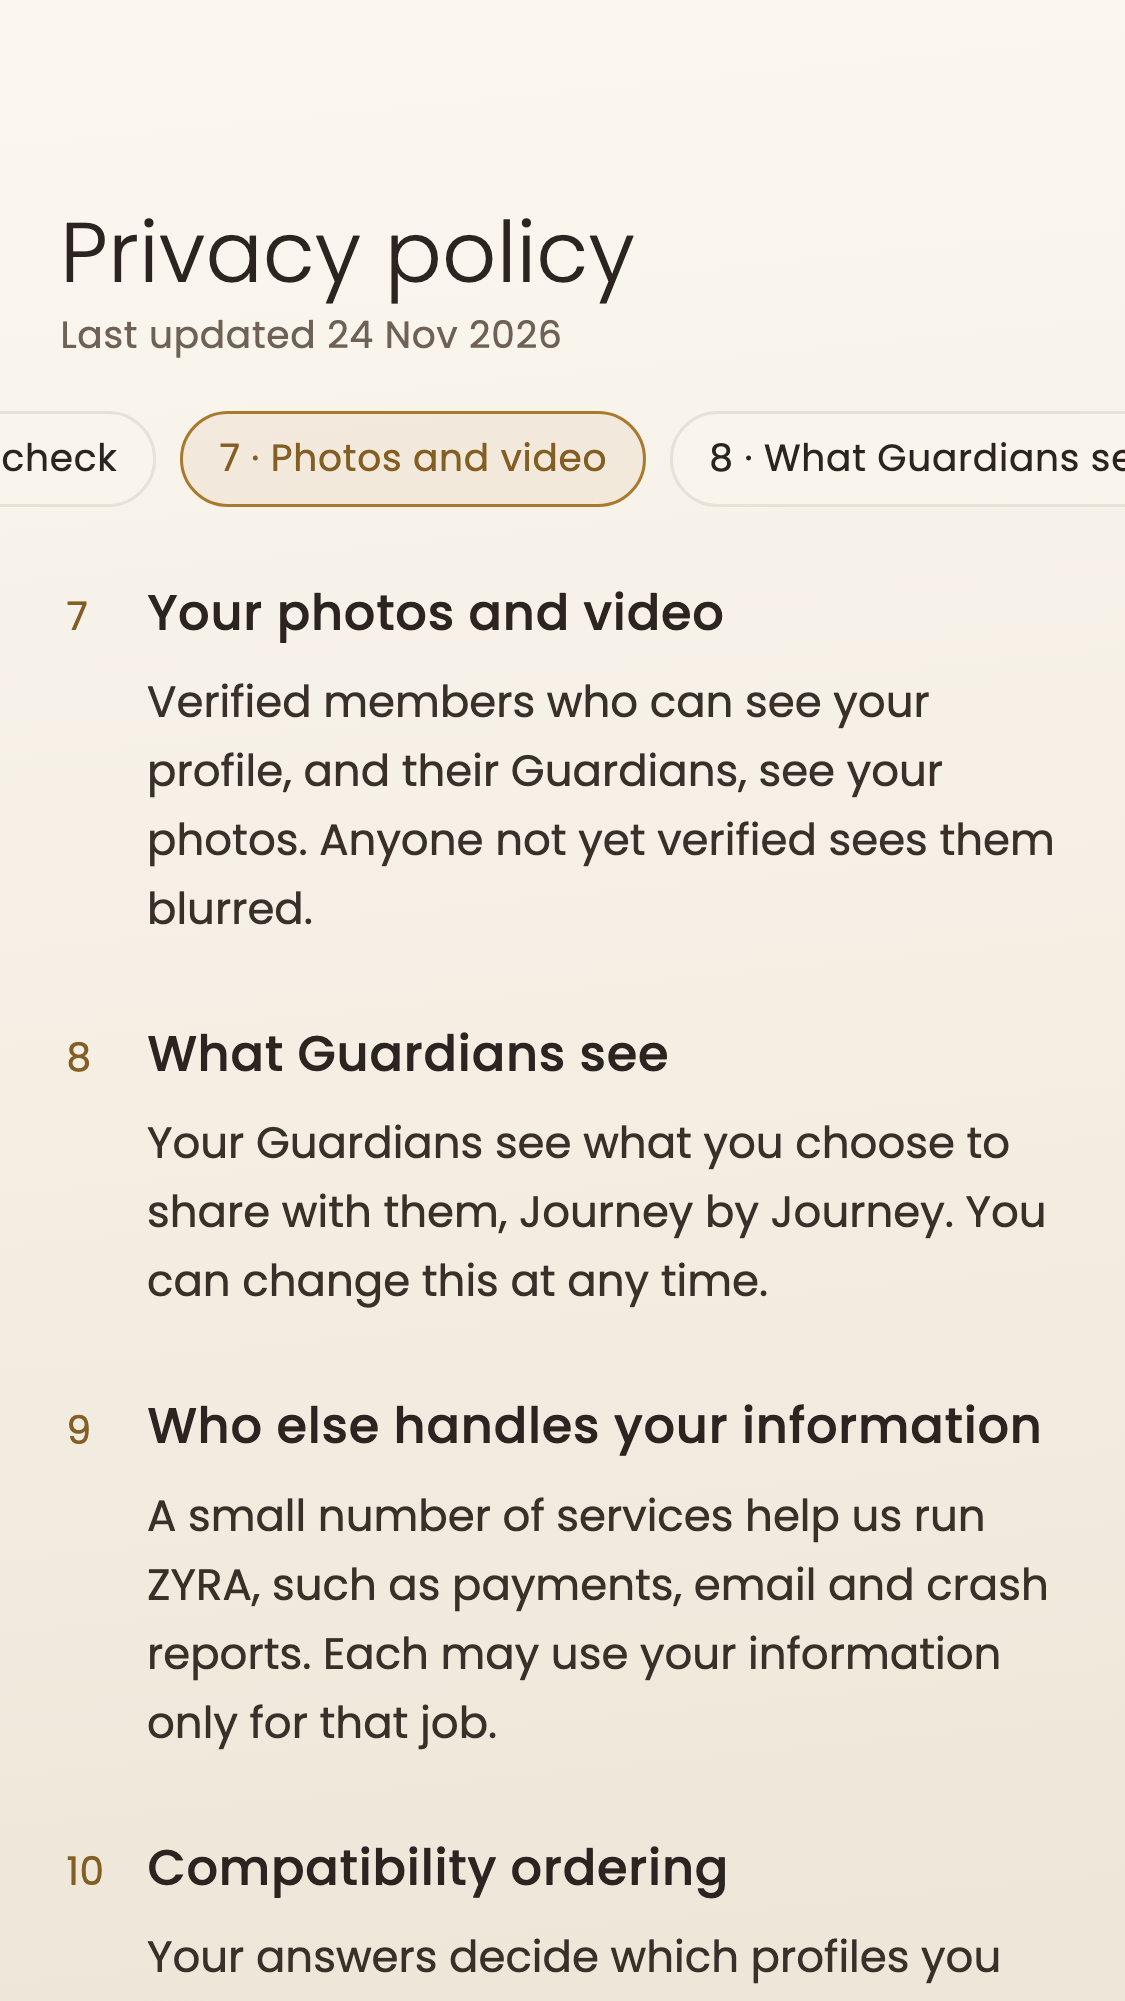 Privacy policy
Last updated 24 Nov 2026
check
7 · Photos and video
8 · What Guardians se
7
Your photos and video
Verified members who can see your
profile, and their Guardians, see your
photos. Anyone not yet verified sees them
blurred.
8
What Guardians see
Your Guardians see what you choose to
share with them, Journey by Journey. You
can change this at any time.
9
Who else handles your information
A small number of services help us run
ZYRA, such as payments, email and crash
reports. Each may use your information
only for that job.
10
Compatibility ordering
Your answers decide which profiles you